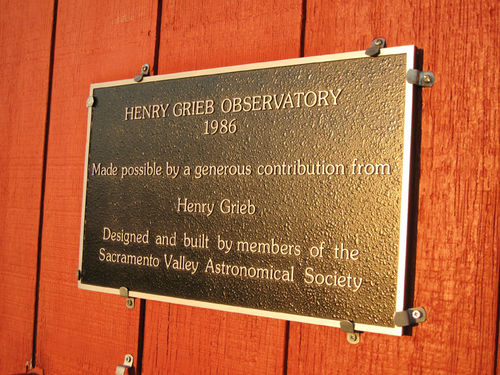 HENRY GRIEB OBSERVATORY
1986
Made possible by a generous contribution from
Henry Grieb
Designed and built by members of the
Sacramento Valley Astronomical Society